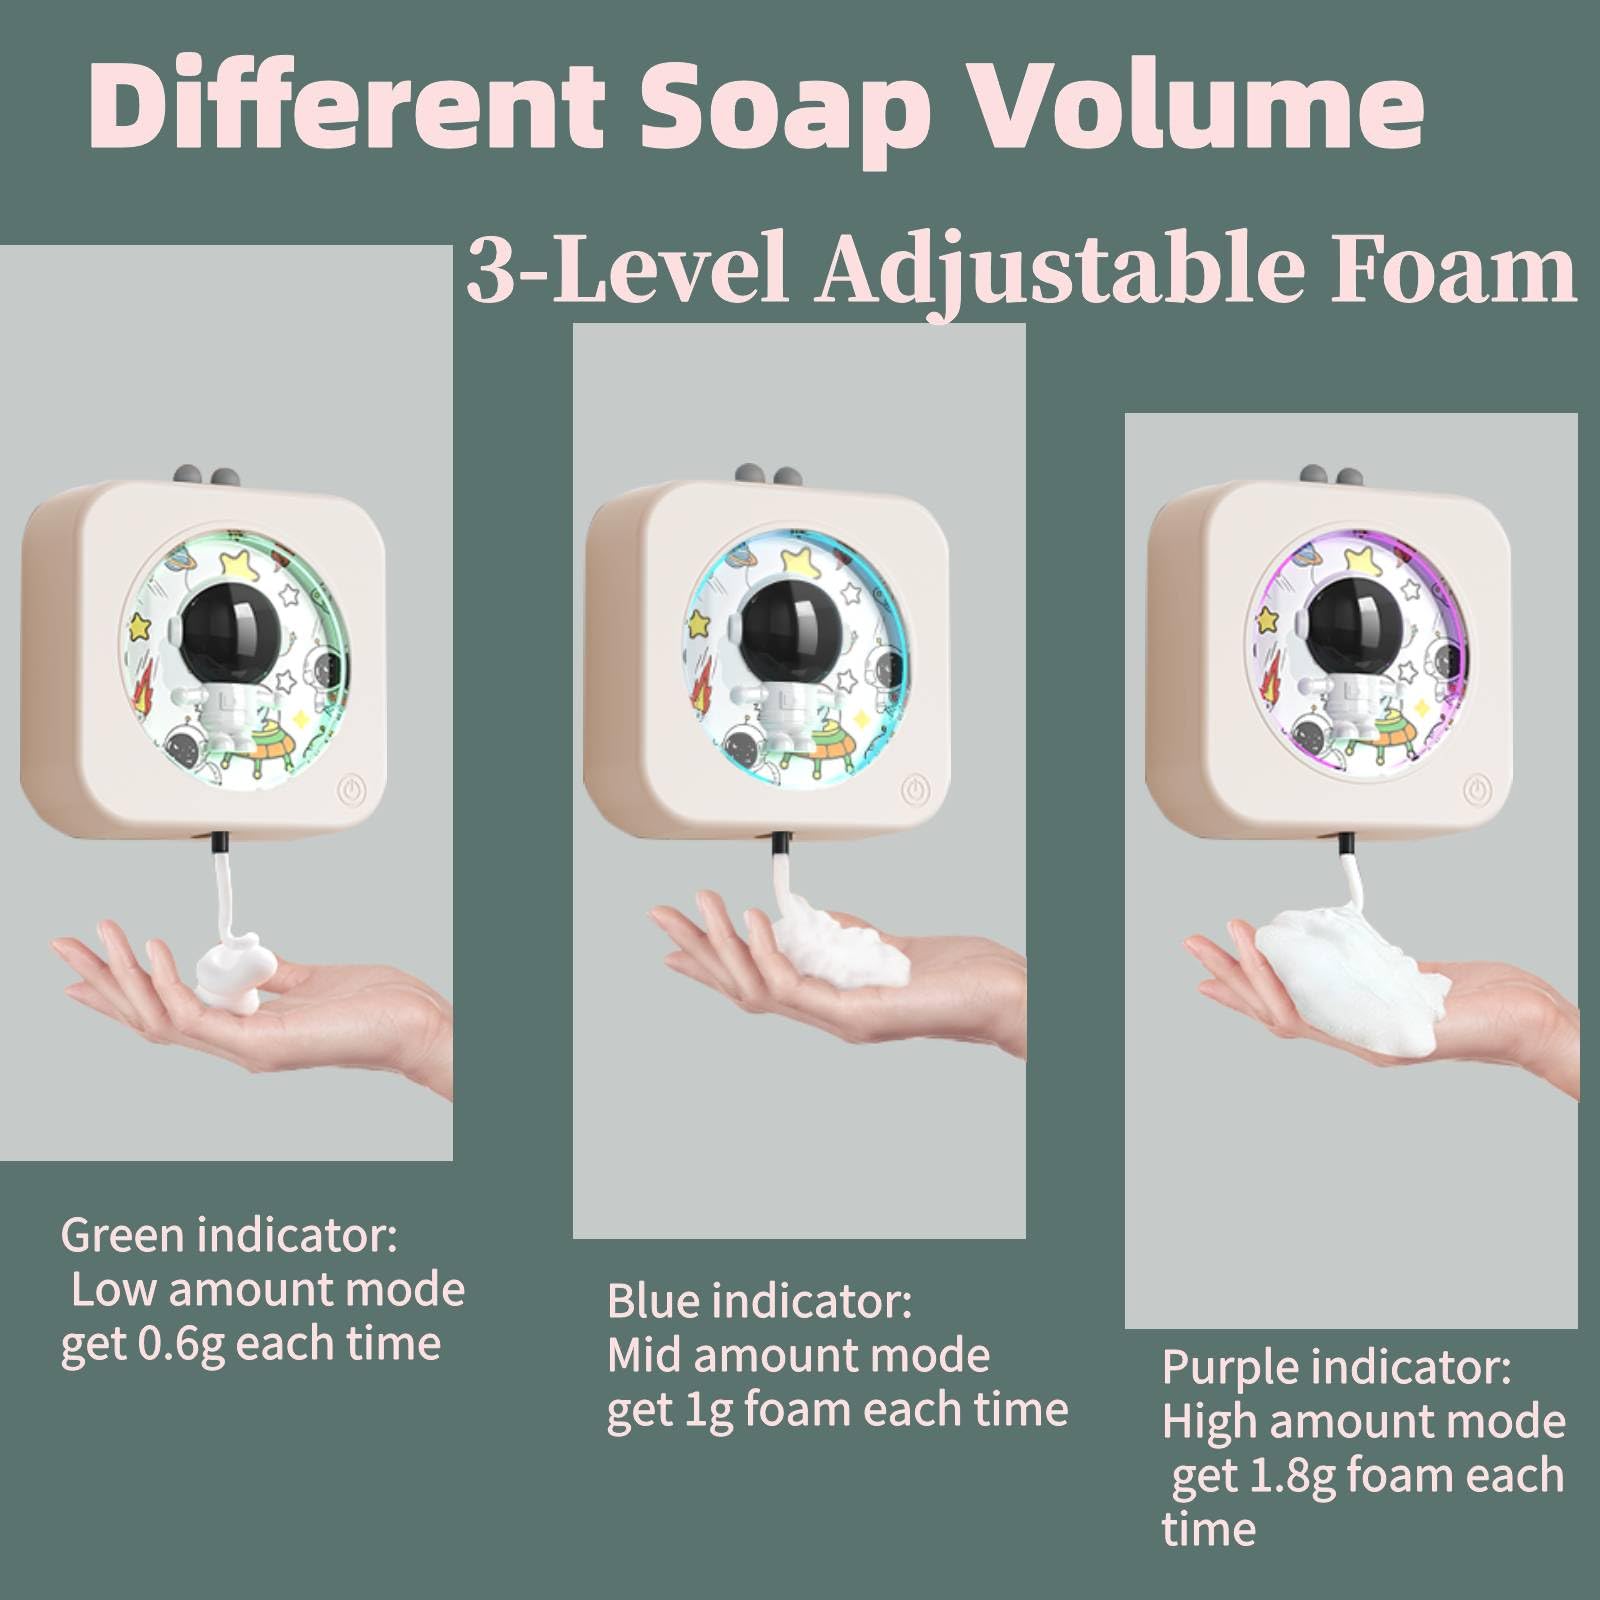 Different Soap Volume
3-Level Adjustable Foam
Green indicator:
Low amount mode
get 0.6g each time
Blue indicator:
Mid amount mode
get 1g foam each time
Purple indicator:
High amount mode
get 1.8g foam each
time